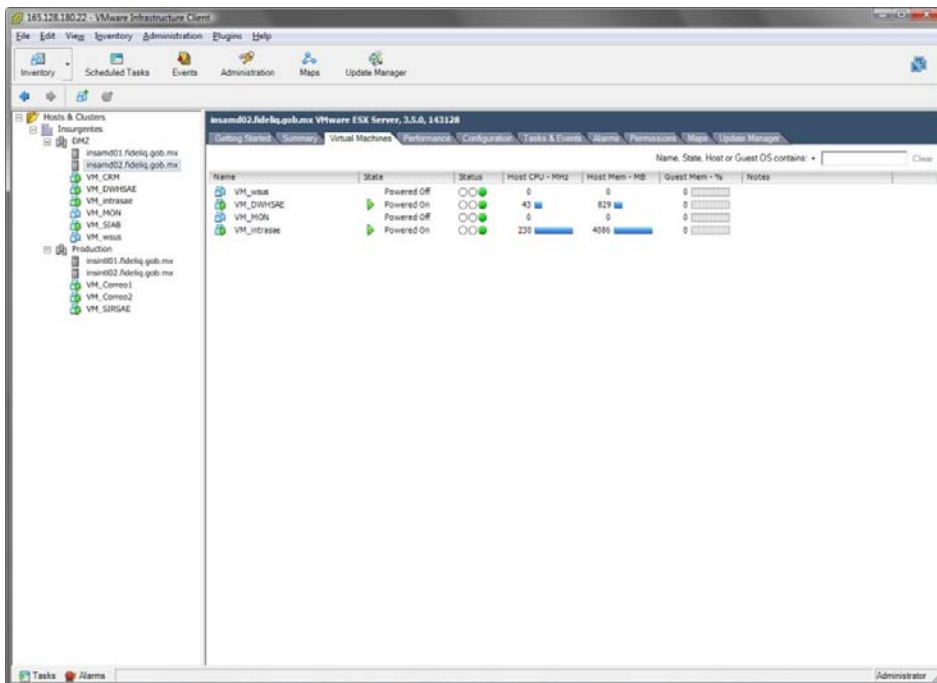 165.128.180.22 - VMware Infrastructure Client
File Edit View Inventory Administration Plugins Help
Inventory Scheduled Tasks Events Administration Maps Update Manager
Hosts & Clusters
Insurgentes
DMZ
insamd01.fideliq.gob.mx
insamd02.fideliq.gob.mx
VM_CRM
VM_DWHSAE
VM_intrasae
VM_MON
VM_SIAB
VM_wsus
Production
insintl01.fideliq.gob.mx
insintl02.fideliq.gob.mx
VM_Correo1
VM_Correo2
VM_SIRSAE
insamd02.fideliq.gob.mx VMware ESX Server, 3.5.0, 143128
Getting Started Summary Virtual Machines Performance Configuration Tasks & Events Alarms Permissions Maps Update Manager
Name, State, Host or Guest OS contains: Clear
Name State Status Host CPU - MHz Host Mem - MB Guest Mem - % Notes
VM_wsus Powered Off 0 0 0
VM_DWHSAE Powered On 43 829 0
VM_MON Powered Off 0 0 0
VM_intrasae Powered On 230 4086 0
Tasks Alarms Administrator